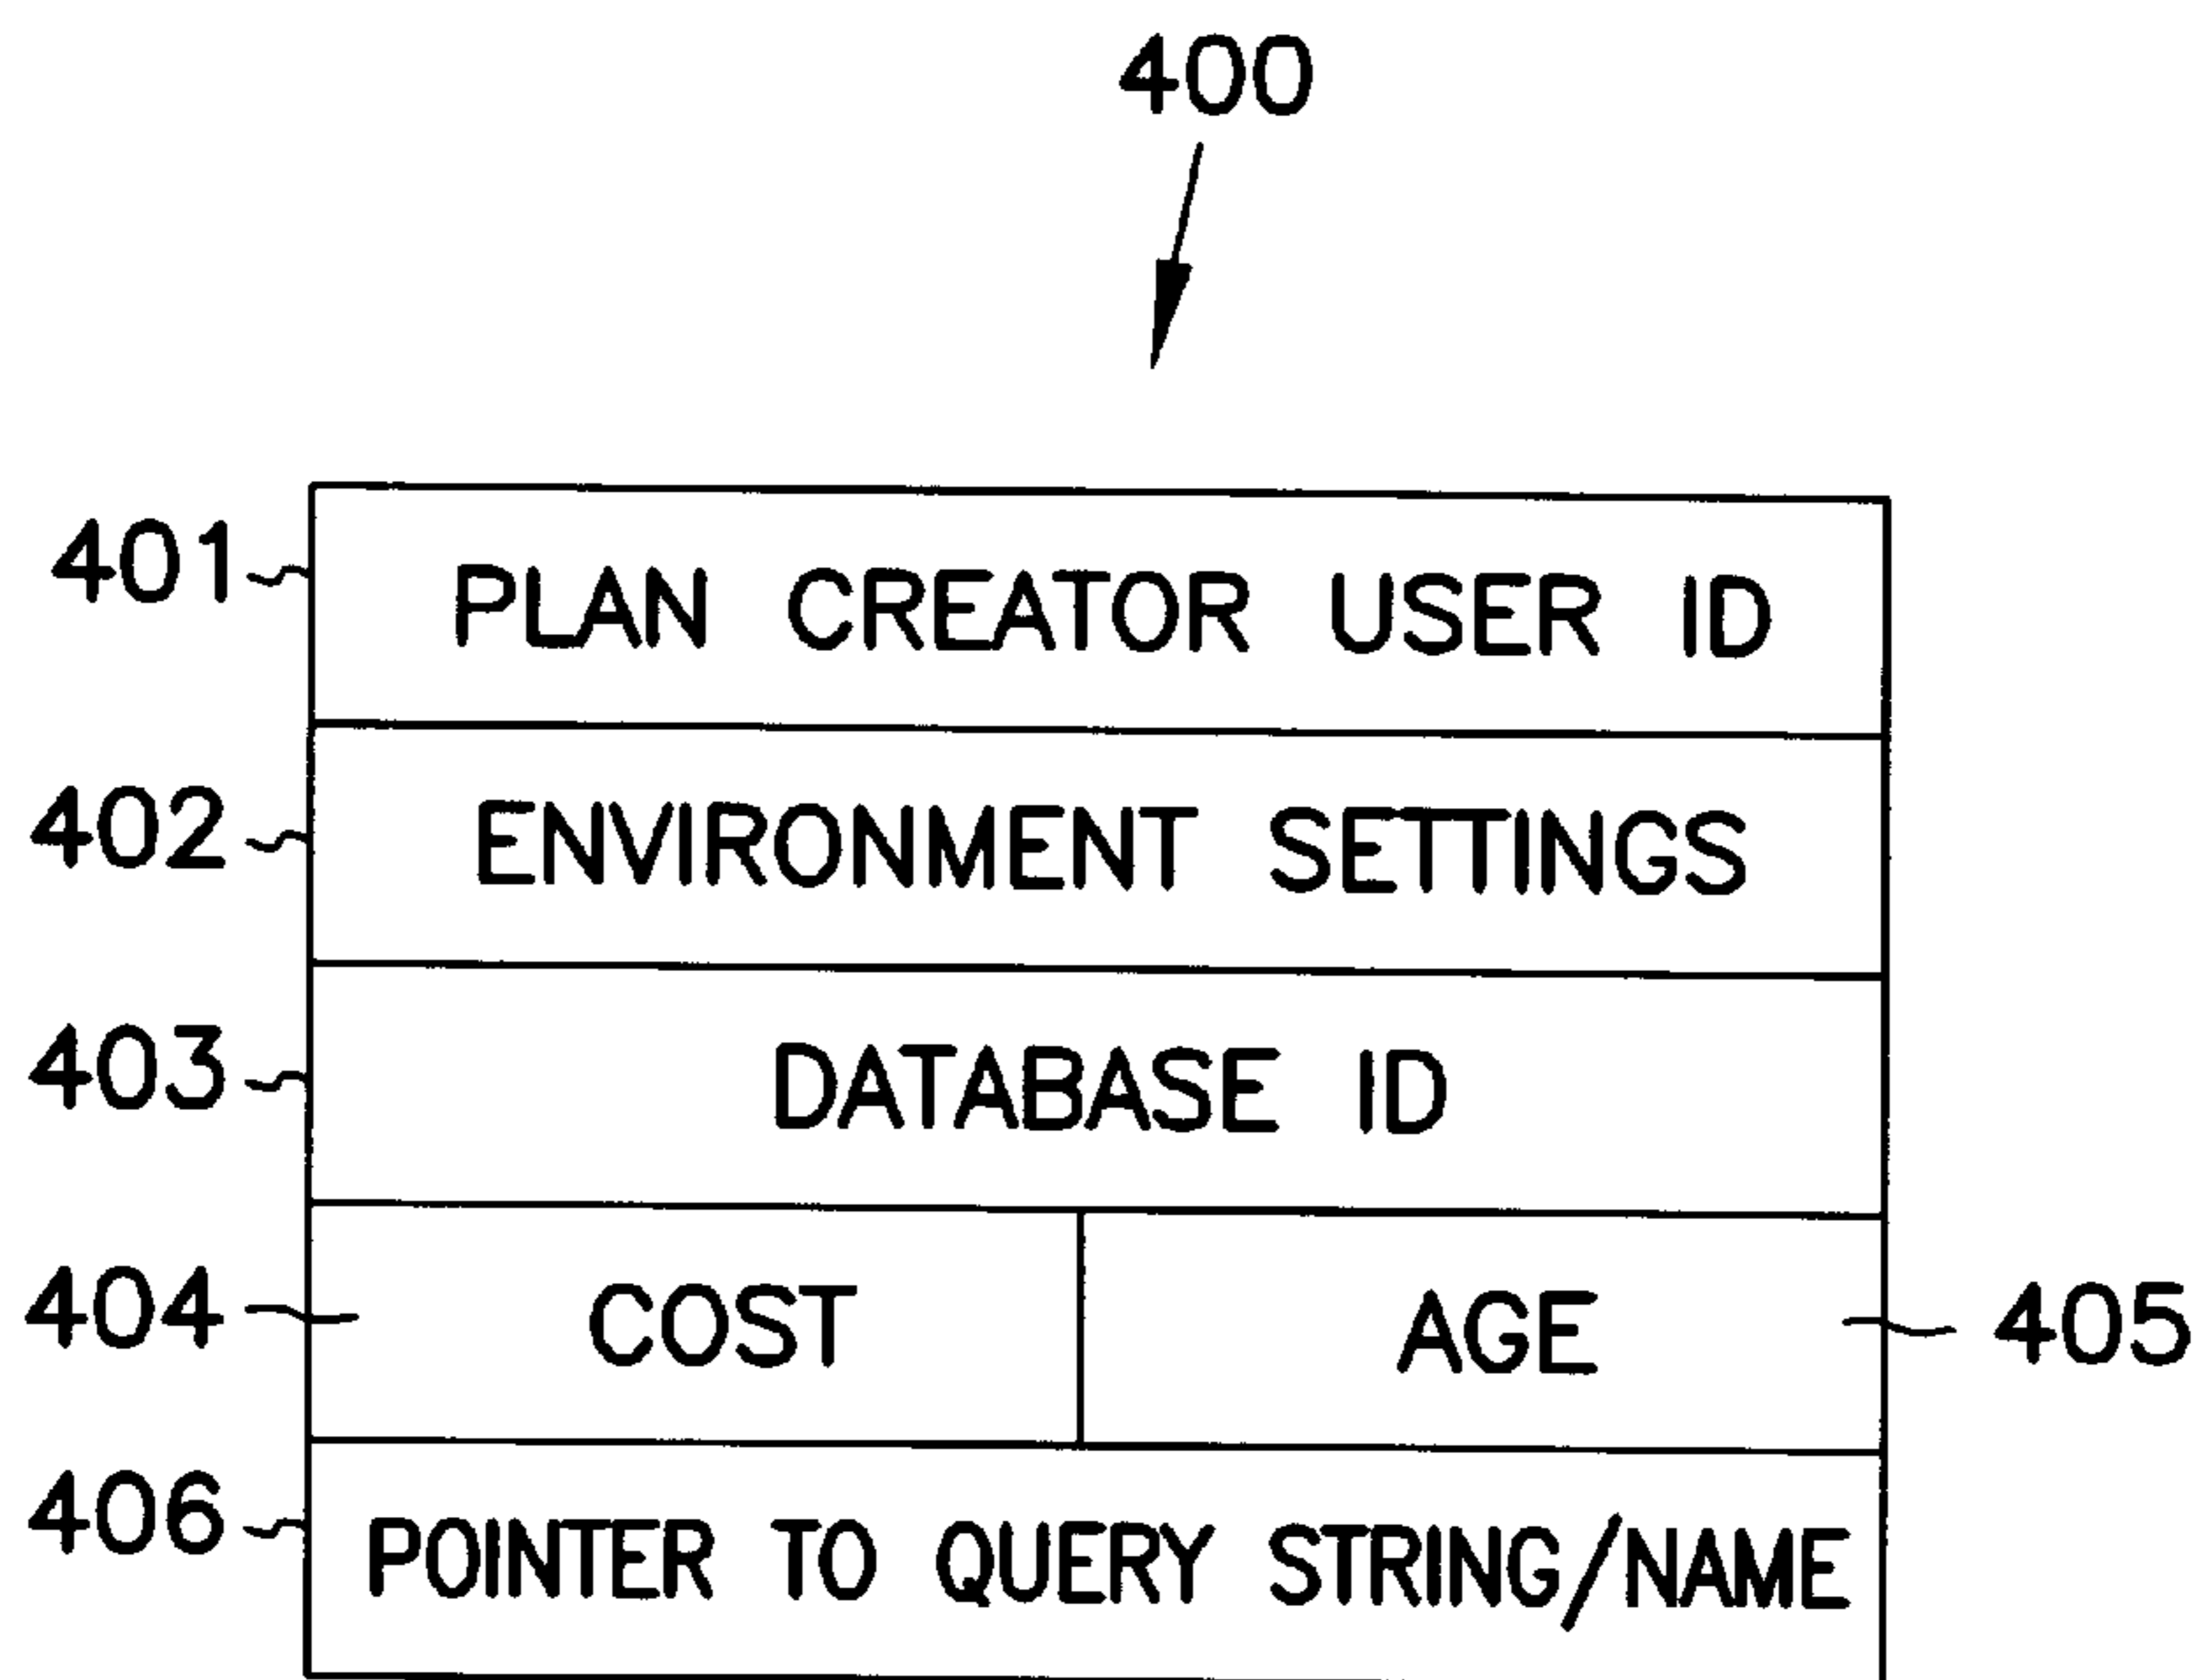 400
401 PLAN CREATOR USER ID
402 ENVIRONMENT SETTINGS
403 DATABASE ID
404 COST AGE 405
406 POINTER TO QUERY STRING/NAME